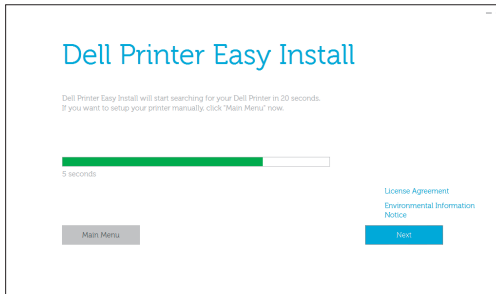 Dell Printer Easy Install
Dell Printer Easy Install will start searching for your Dell Printer in 20 seconds.
If you want to setup your printer manually, click "Main Menu" now.
5 seconds
License Agreement
Environmental Information
Notice
Main Menu
Next